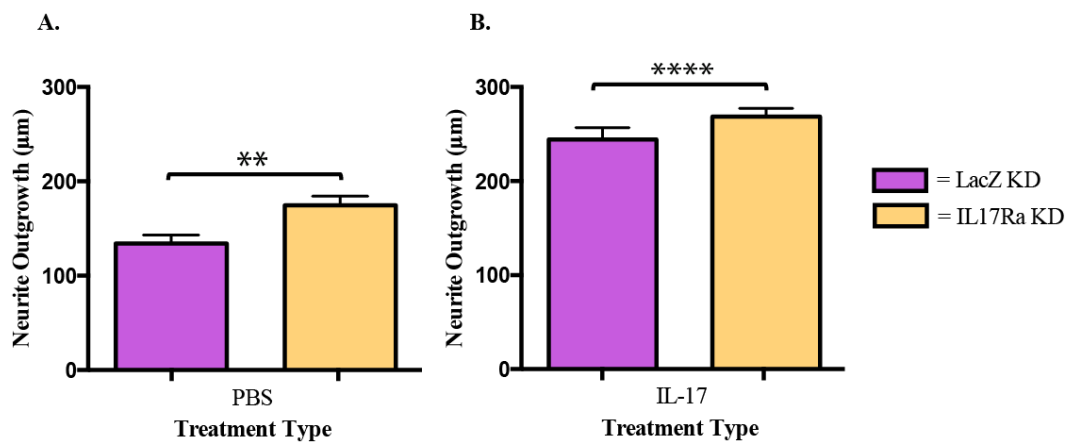 A.
B.
300
200
100
0
Neurite Outgrowth (µm)
**
PBS
Treatment Type
300
200
100
0
Neurite Outgrowth (µm)
****
IL-17
Treatment Type
= LacZ KD
= IL17Ra KD